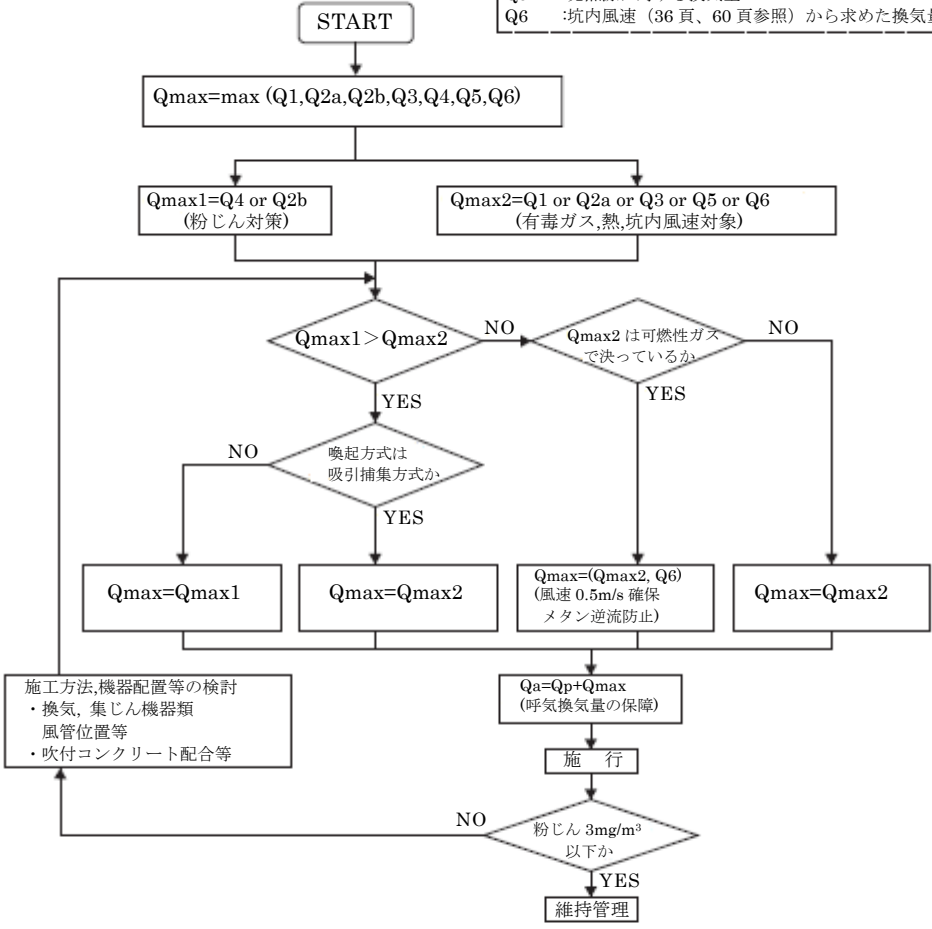 Q6 :坑内風速（36 頁、60 頁参照）から求めた換気量
START
Qmax=max (Q1,Q2a,Q2b,Q3,Q4,Q5,Q6)
Qmax1=Q4 or Q2b
(粉じん対策)
Qmax2=Q1 or Q2a or Q3 or Q5 or Q6
(有毒ガス,熱,坑内風速対象)
Qmax1＞Qmax2
NO
Qmax2 は可燃性ガス
で決っているか
NO
YES
YES
喚起方式は
吸引捕集方式か
NO
YES
Qmax=Qmax1
Qmax=Qmax2
Qmax=(Qmax2, Q6)
(風速 0.5m/s 確保
メタン逆流防止)
Qmax=Qmax2
施工方法,機器配置等の検討
・換気, 集じん機器類
風管位置等
・吹付コンクリート配合等
Qa=Qp+Qmax
(呼気換気量の保障)
施 行
NO
粉じん 3mg/m³
以下か
YES
維持管理